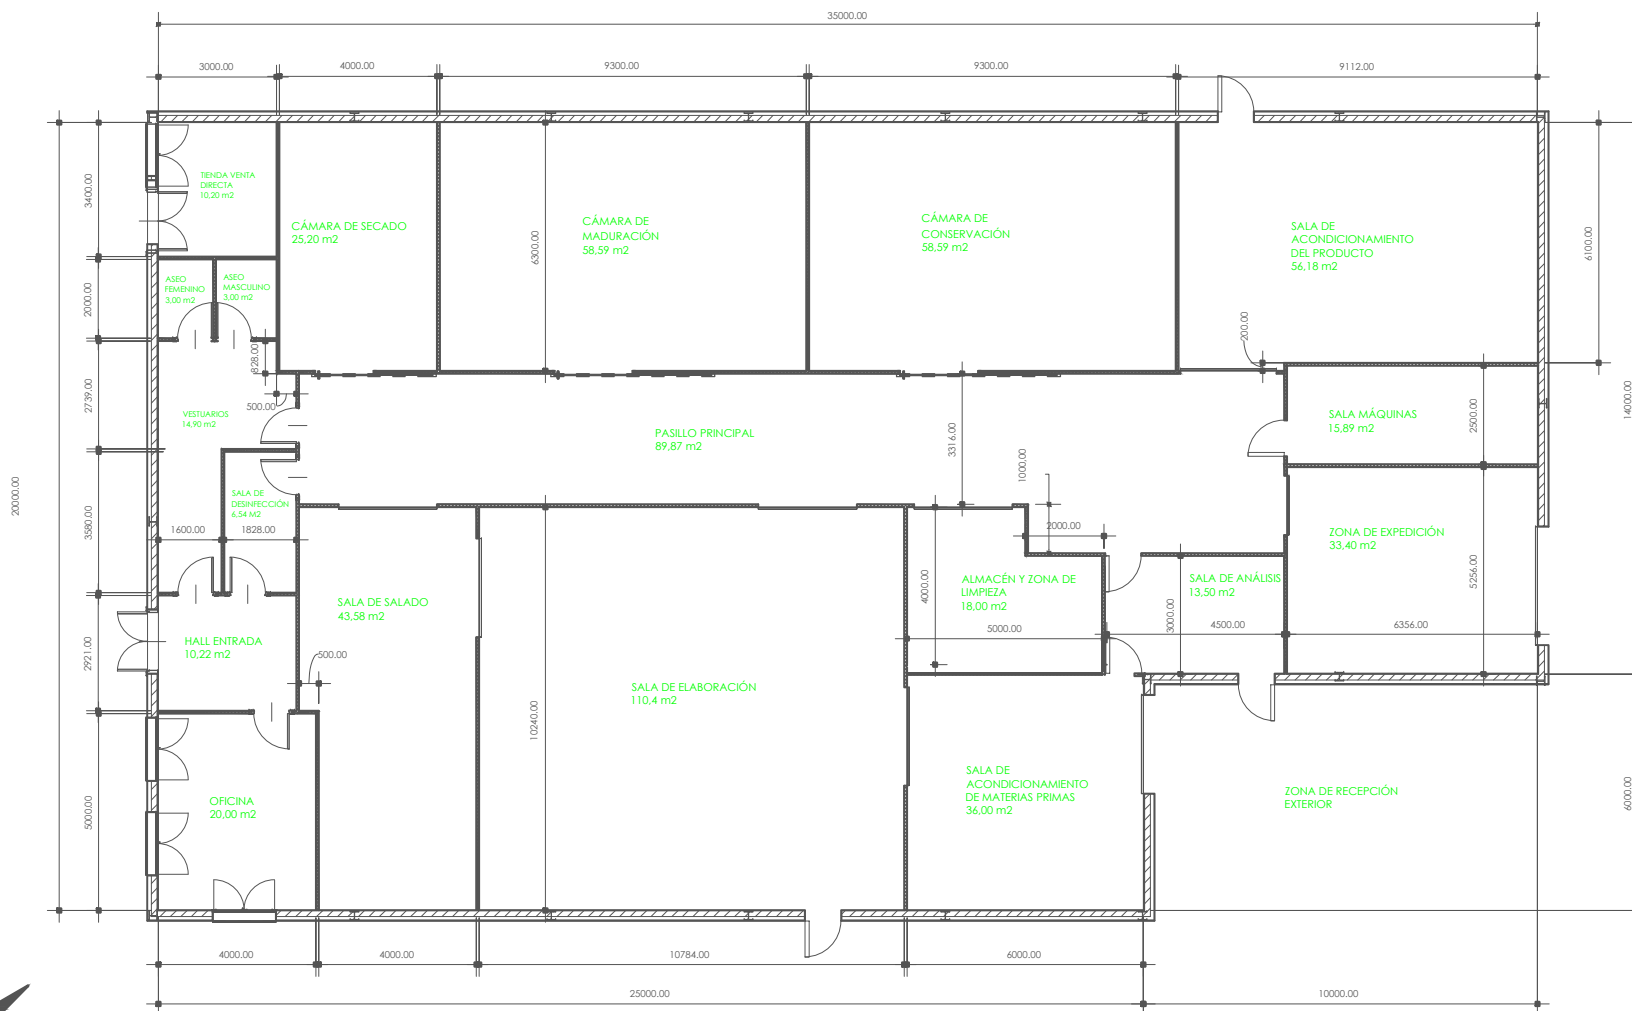 35000.00
3000.00
4000.00
9300.00
9300.00
9112.00
TIENDA VENTA
DIRECTA
10,20 m2
3400.00
CÁMARA DE SECADO
25,20 m2
CÁMARA DE
MADURACIÓN
58,59 m2
6300.00
CÁMARA DE
CONSERVACIÓN
58.59 m2
SALA DE
ACONDICIONAMIENTO
DEL PRODUCTO
56,18 m2
6100.00
ASEO
FEMENINO
3,00 m2
ASEO
MASCULINO
3,00 m2
2000.00
828.00
200.00
2739.00
500.00
VESTUARIOS
14,90 m2
PASILLO PRINCIPAL
89,87 m2
3316.00
1000.00
SALA MÁQUINAS
15,89 m2
2500.00
14000.00
20000.00
SALA DE
DESINFECCIÓN
6,54 M2
3580.00
1600.00
1828.00
2000.00
ZONA DE EXPEDICIÓN
33.40 m2
5256.00
SALA DE SALADO
43,58 m2
4000.00
ALMACÉN Y ZONA DE
LIMPIEZA
18,00 m2
5000.00
SALA DE ANÁLISIS
13,50 m2
3000.00
4500.00
6356.00
HALL ENTRADA
10,22 m2
2921.00
500.00
SALA DE ELABORACIÓN
110,4 m2
10240.00
OFICINA
20,00 m2
5000.00
SALA DE
ACONDICIONAMIENTO
DE MATERIAS PRIMAS
36,00 m2
ZONA DE RECEPCIÓN
EXTERIOR
6000.00
4000.00
4000.00
10784.00
6000.00
25000.00
10000.00